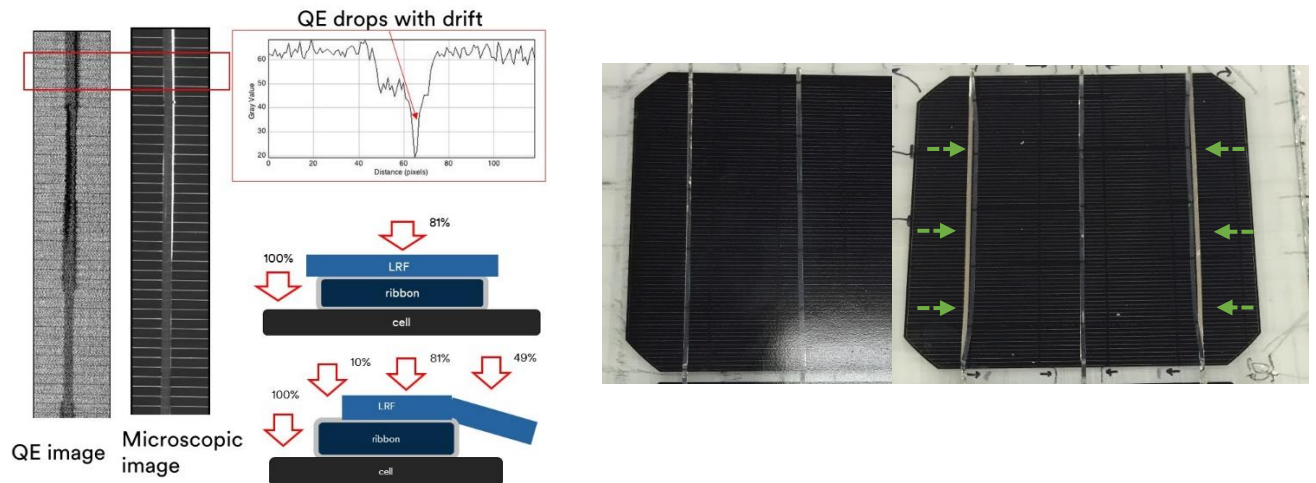 QE drops with drift
Gray Value
60
50
40
30
20
0
20
40
60
80
100
Distance (pixels)
81%
100%
LRF
ribbon
cell
10%
81%
49%
100%
LRF
ribbon
cell
QE image
Microscopic
image